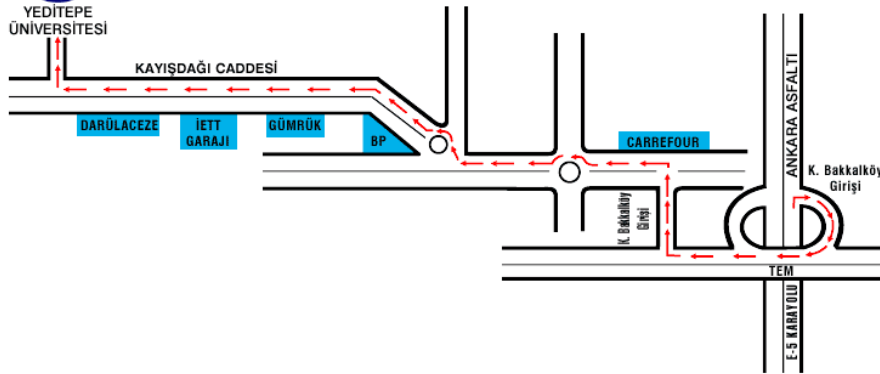 YEDİTEPE
ÜNİVERSİTESİ
KAYIŞDAĞI CADDESİ
DARÜLACEZE
İETT
GARAJI
GÜMRÜK
BP
CARREFOUR
ANKARA ASFALTI
K. Bakkalköy
Girişi
K. Bakkalköy
Girişi
TEM
E-5 KARAYOLU